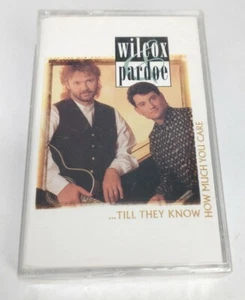 wilcox
&
pardoe
...TILL THEY KNOW
HOW MUCH YOU CARE